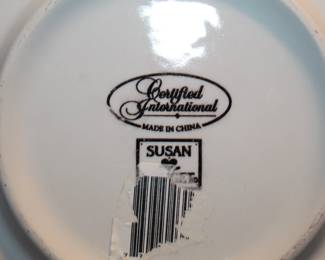 Certified
International
MADE IN CHINA
SUSAN